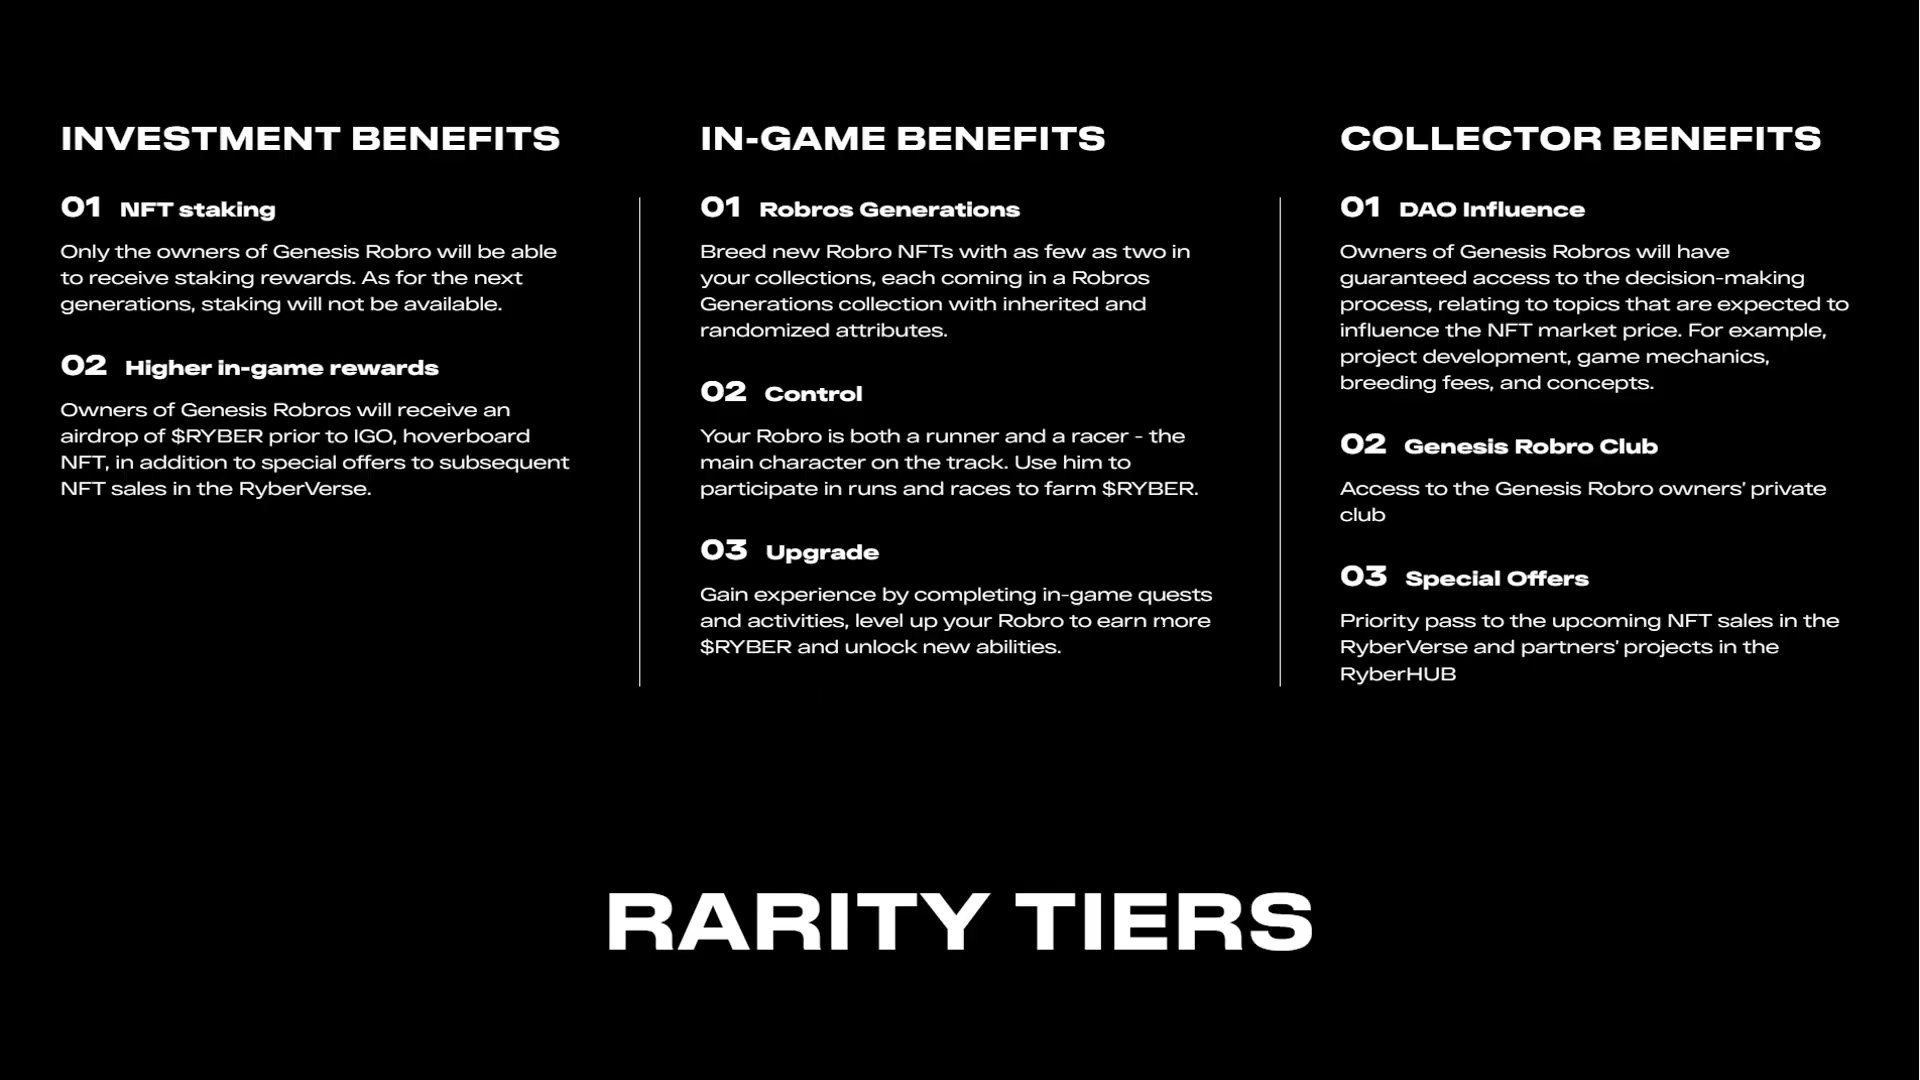 INVESTMENT BENEFITS
01 NFT staking
Only the owners of Genesis Robro will be able
to receive staking rewards. As for the next
generations, staking will not be available.
02 Higher in-game rewards
Owners of Genesis Robros will receive an
airdrop of $RYBER prior to IGO, hoverboard
NFT, in addition to special offers to subsequent
NFT sales in the RyberVerse.
IN-GAME BENEFITS
01 Robros Generations
Breed new Robro NFTs with as few as two in
your collections, each coming in a Robros
Generations collection with inherited and
randomized attributes.
02 Control
Your Robro is both a runner and a racer - the
main character on the track. Use him to
participate in runs and races to farm $RYBER.
03 Upgrade
Gain experience by completing in-game quests
and activities, level up your Robro to earn more
$RYBER and unlock new abilities.
COLLECTOR BENEFITS
01 DAO Influence
Owners of Genesis Robros will have
guaranteed access to the decision-making
process, relating to topics that are expected to
influence the NFT market price. For example,
project development, game mechanics,
breeding fees, and concepts.
02 Genesis Robro Club
Access to the Genesis Robro owners' private
club
03 Special Offers
Priority pass to the upcoming NFT sales in the
RyberVerse and partners' projects in the
RyberHUB
RARITY TIERS